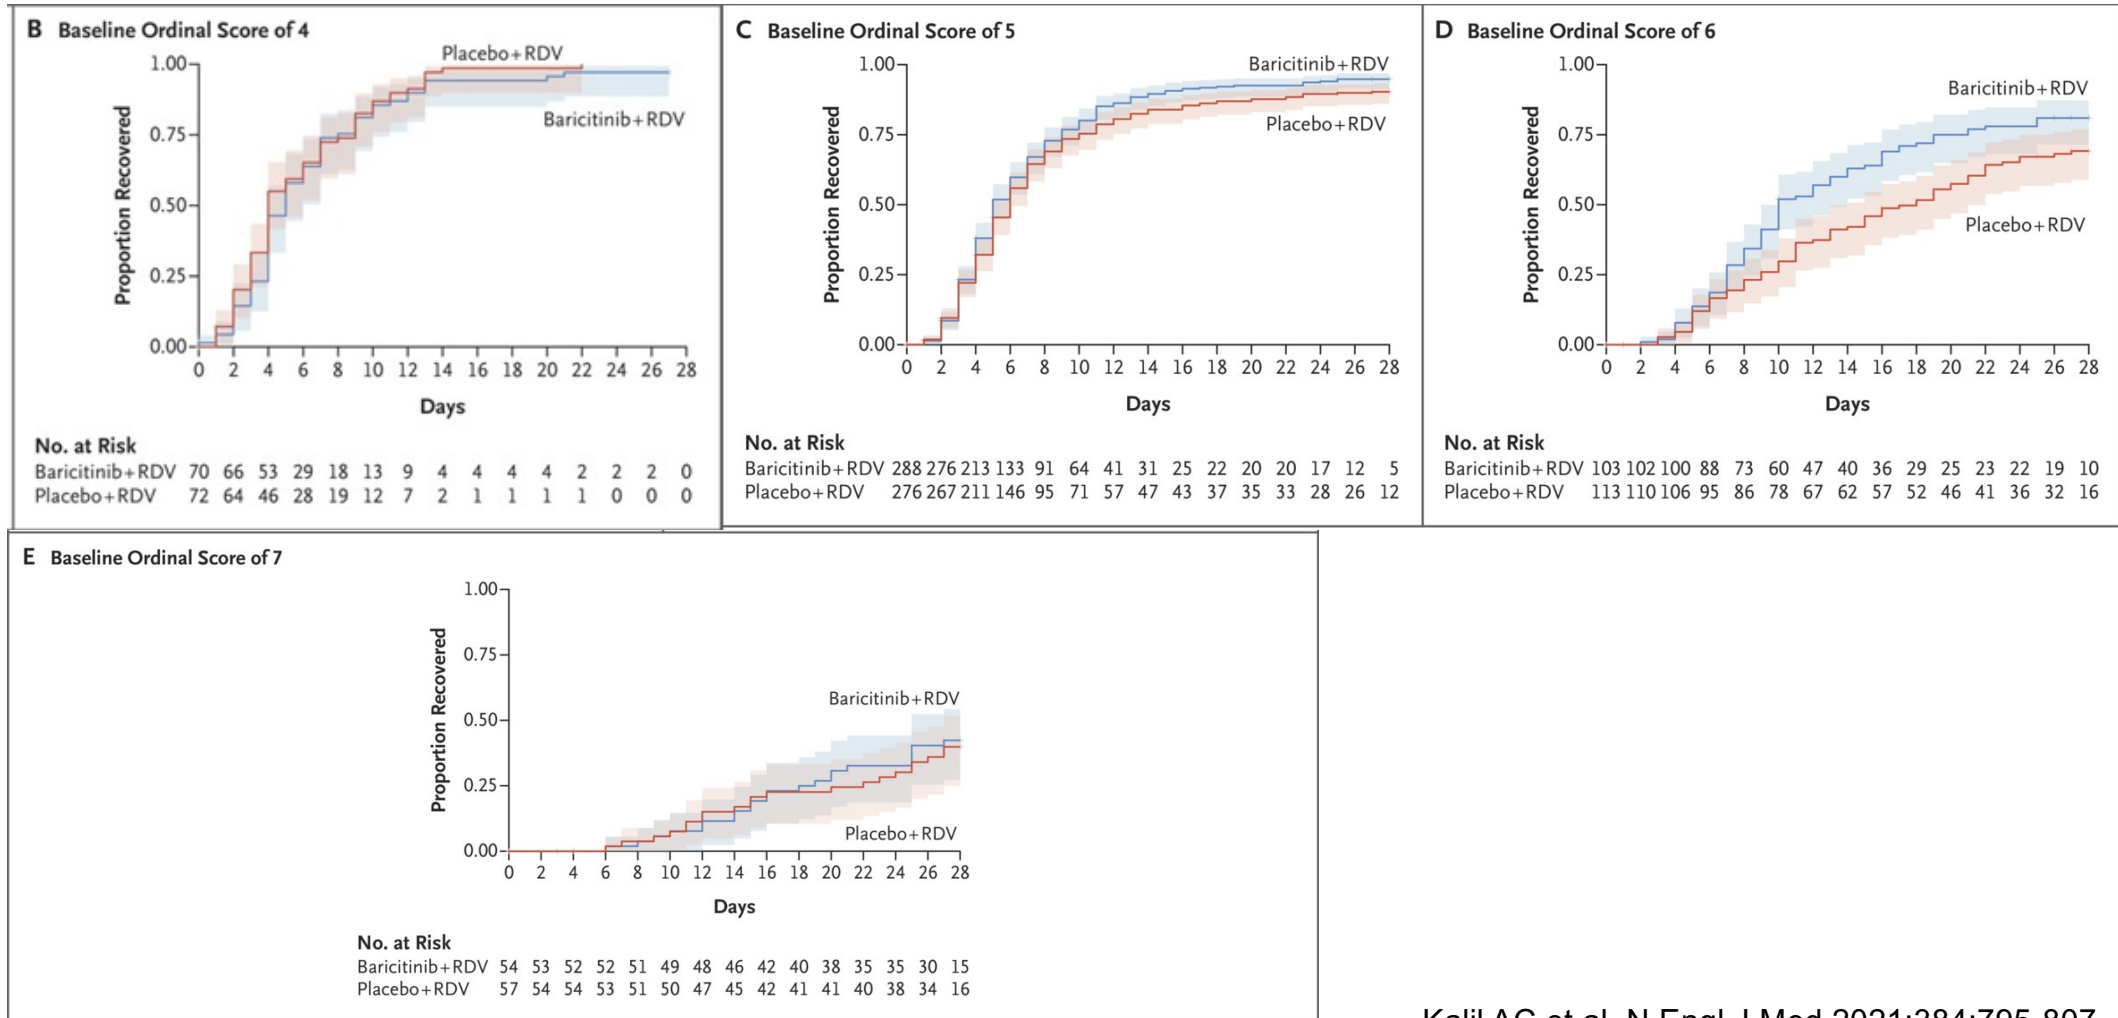 B Baseline Ordinal Score of 4
Placebo+RDV
Baricitinib+RDV
Proportion Recovered
1.00
0.75
0.50
0.25
0.00
0 2 4 6 8 10 12 14 16 18 20 22 24 26 28
Days
No. at Risk
Baricitinib+RDV 70 66 53 29 18 13 9 4 4 4 4 2 2 2 0
Placebo+RDV 72 64 46 28 19 12 7 2 1 1 1 1 0 0 0
C Baseline Ordinal Score of 5
Baricitinib+RDV
Placebo+RDV
Proportion Recovered
1.00
0.75
0.50
0.25
0.00
0 2 4 6 8 10 12 14 16 18 20 22 24 26 28
Days
No. at Risk
Baricitinib+RDV 288 276 213 133 91 64 41 31 25 22 20 20 17 12 5
Placebo+RDV 276 267 211 146 95 71 57 47 43 37 35 33 28 26 12
D Baseline Ordinal Score of 6
Baricitinib+RDV
Placebo+RDV
Proportion Recovered
1.00
0.75
0.50
0.25
0.00
0 2 4 6 8 10 12 14 16 18 20 22 24 26 28
Days
No. at Risk
Baricitinib+RDV 103 102 100 88 73 60 47 40 36 29 25 23 22 19 10
Placebo+RDV 113 110 106 95 86 78 67 62 57 52 46 41 36 32 16
E Baseline Ordinal Score of 7
Baricitinib+RDV
Placebo+RDV
Proportion Recovered
1.00
0.75
0.50
0.25
0.00
0 2 4 6 8 10 12 14 16 18 20 22 24 26 28
Days
No. at Risk
Baricitinib+RDV 54 53 52 52 51 49 48 46 42 40 38 35 35 30 15
Placebo+RDV 57 54 54 53 51 50 47 45 42 41 41 40 38 34 16
Kalil AC et al. N Engl J Med 2021;384:795-807